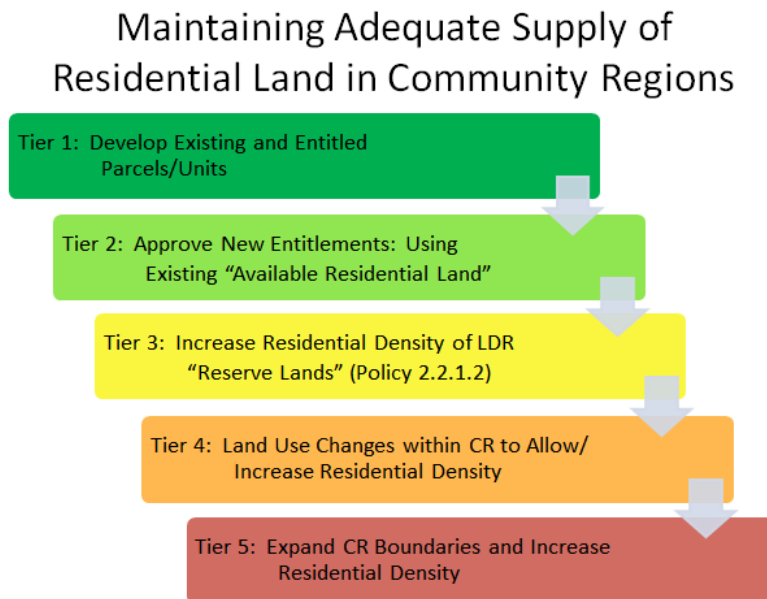 Maintaining Adequate Supply of
Residential Land in Community Regions
Tier 1: Develop Existing and Entitled
Parcels/Units
Tier 2: Approve New Entitlements: Using
Existing “Available Residential Land”
Tier 3: Increase Residential Density of LDR
“Reserve Lands” (Policy 2.2.1.2)
Tier 4: Land Use Changes within CR to Allow/
Increase Residential Density
Tier 5: Expand CR Boundaries and Increase
Residential Density